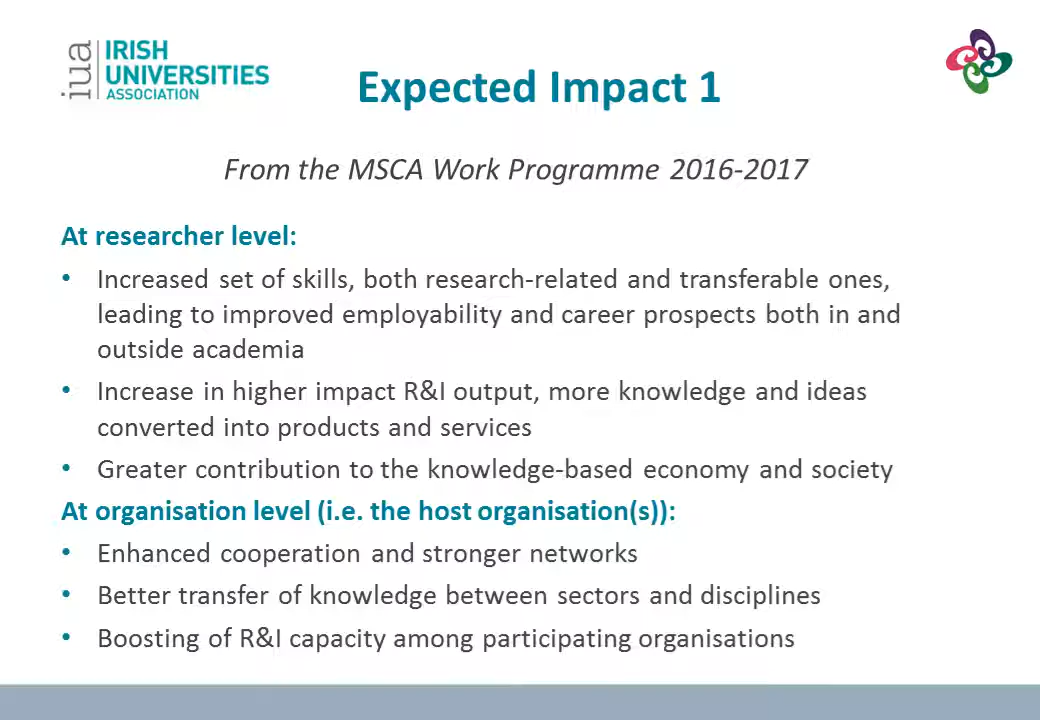 iua
IRISH
UNIVERSITIES
ASSOCIATION
Expected Impact 1
From the MSCA Work Programme 2016-2017
At researcher level:
• Increased set of skills, both research-related and transferable ones,
leading to improved employability and career prospects both in and
outside academia
• Increase in higher impact R&I output, more knowledge and ideas
converted into products and services
• Greater contribution to the knowledge-based economy and society
At organisation level (i.e. the host organisation(s)):
• Enhanced cooperation and stronger networks
• Better transfer of knowledge between sectors and disciplines
• Boosting of R&I capacity among participating organisations